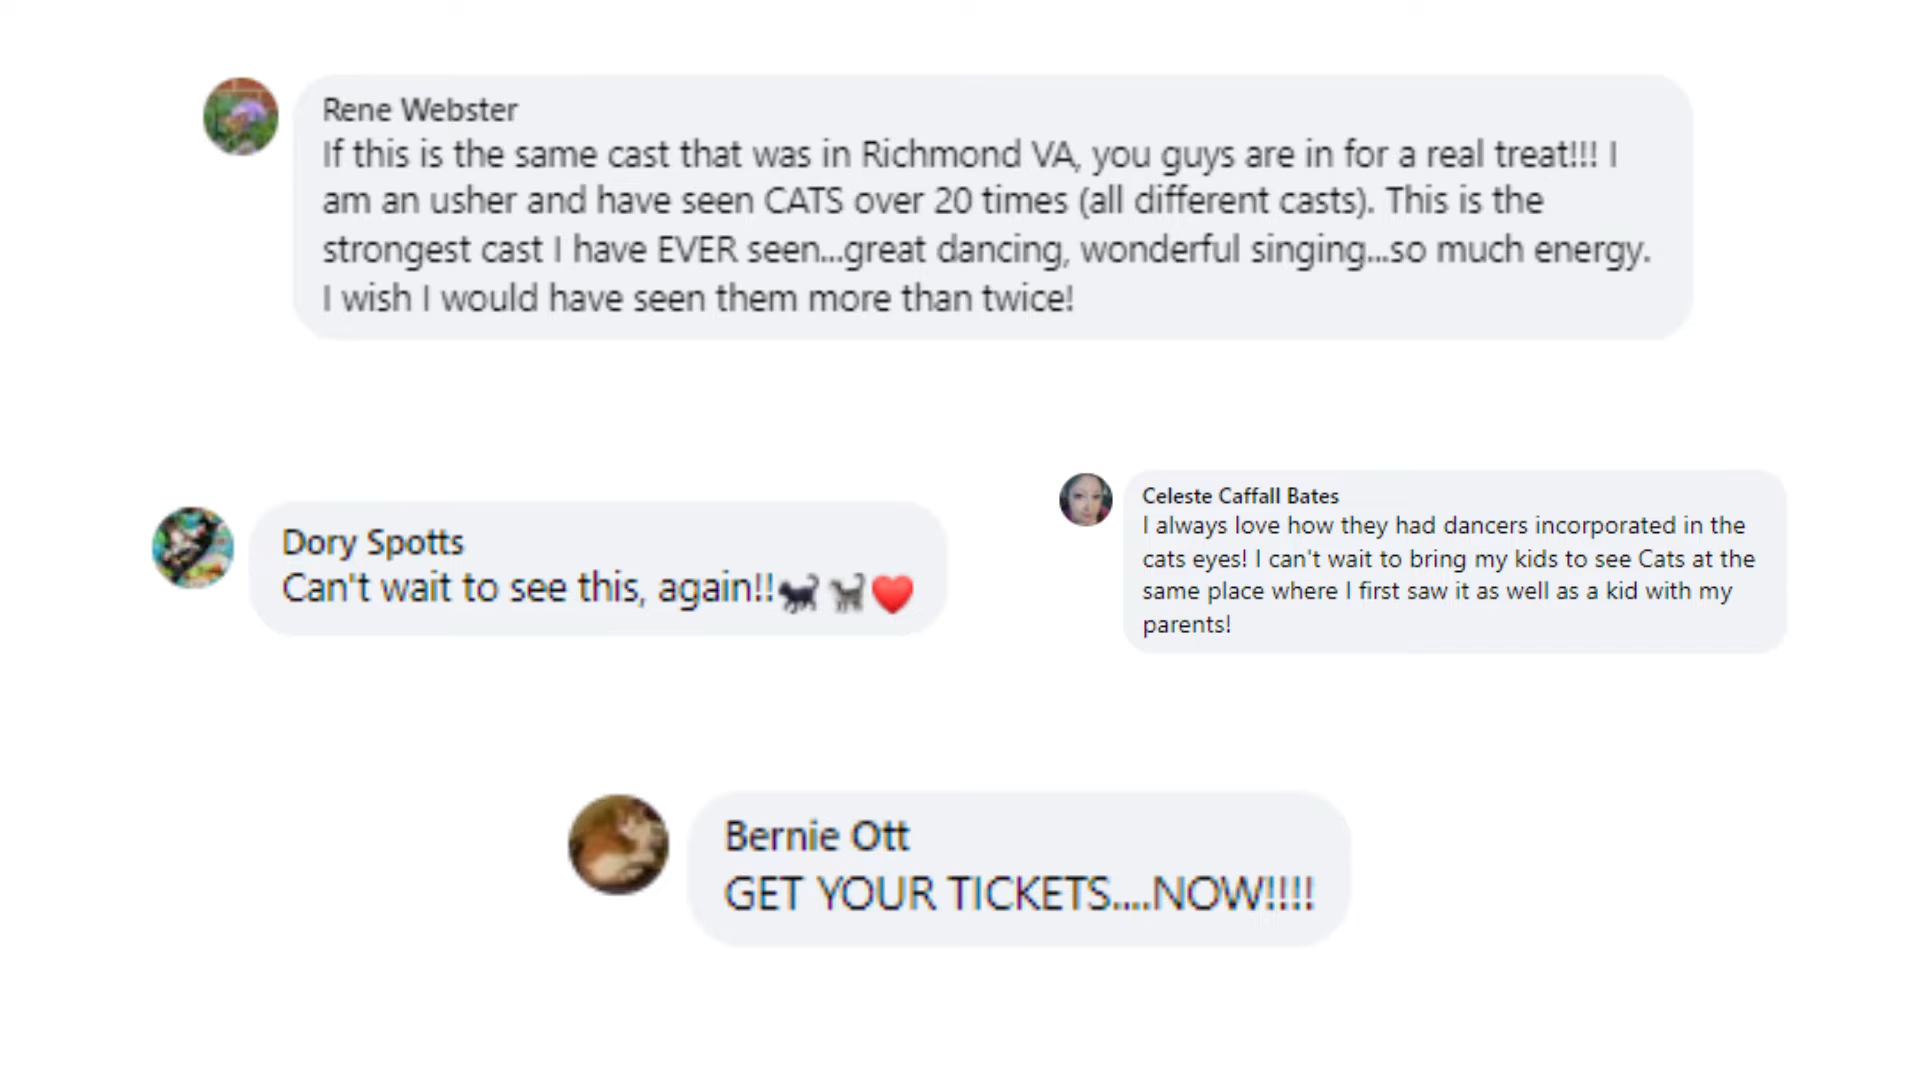 Rene Webster
If this is the same cast that was in Richmond VA, you guys are in for a real treat!!! I
am an usher and have seen CATS over 20 times (all different casts). This is the
strongest cast I have EVER seen...great dancing, wonderful singing...so much energy.
I wish I would have seen them more than twice!
Dory Spotts
Can't wait to see this, again!!🐈‍⬛🐈❤️
Celeste Caffall Bates
I always love how they had dancers incorporated in the
cats eyes! I can't wait to bring my kids to see Cats at the
same place where I first saw it as well as a kid with my
parents!
Bernie Ott
GET YOUR TICKETS....NOW!!!!